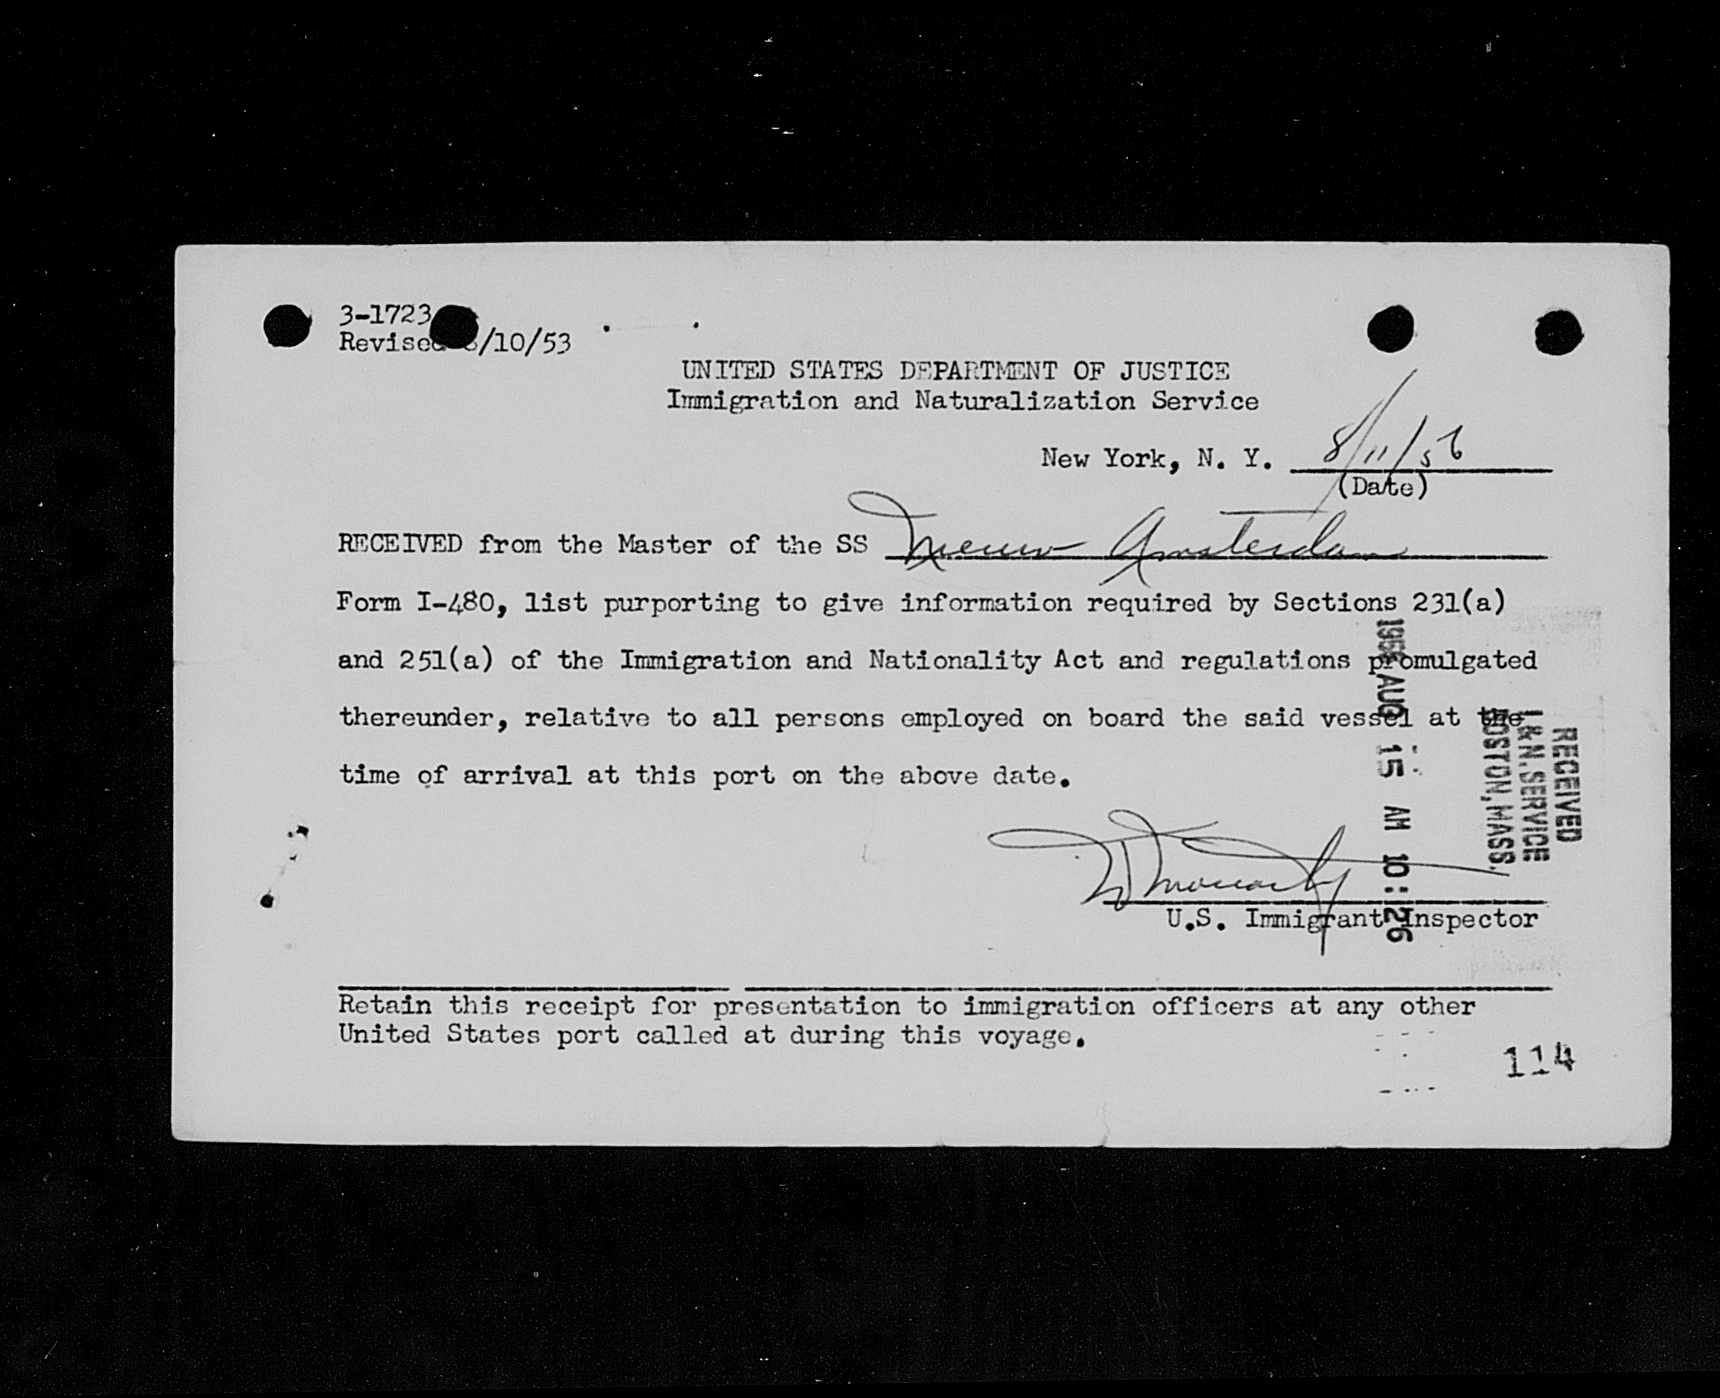 3-1723
Revised /10/53
UNITED STATES DEPARTMENT OF JUSTICE
Immigration and Naturalization Service
New York, N. Y. 8/11/56
(Date)
RECEIVED from the Master of the SS Nieuw Amsterdam
Form I-480, list purporting to give information required by Sections 231(a)
and 251(a) of the Immigration and Nationality Act and regulations promulgated
thereunder, relative to all persons employed on board the said vessel at the
time of arrival at this port on the above date.
U.S. Immigrant Inspector
1956 AUG 15 AM 10:26
RECEIVED
I.& N. SERVICE
BOSTON, MASS.
Retain this receipt for presentation to immigration officers at any other
United States port called at during this voyage.
114